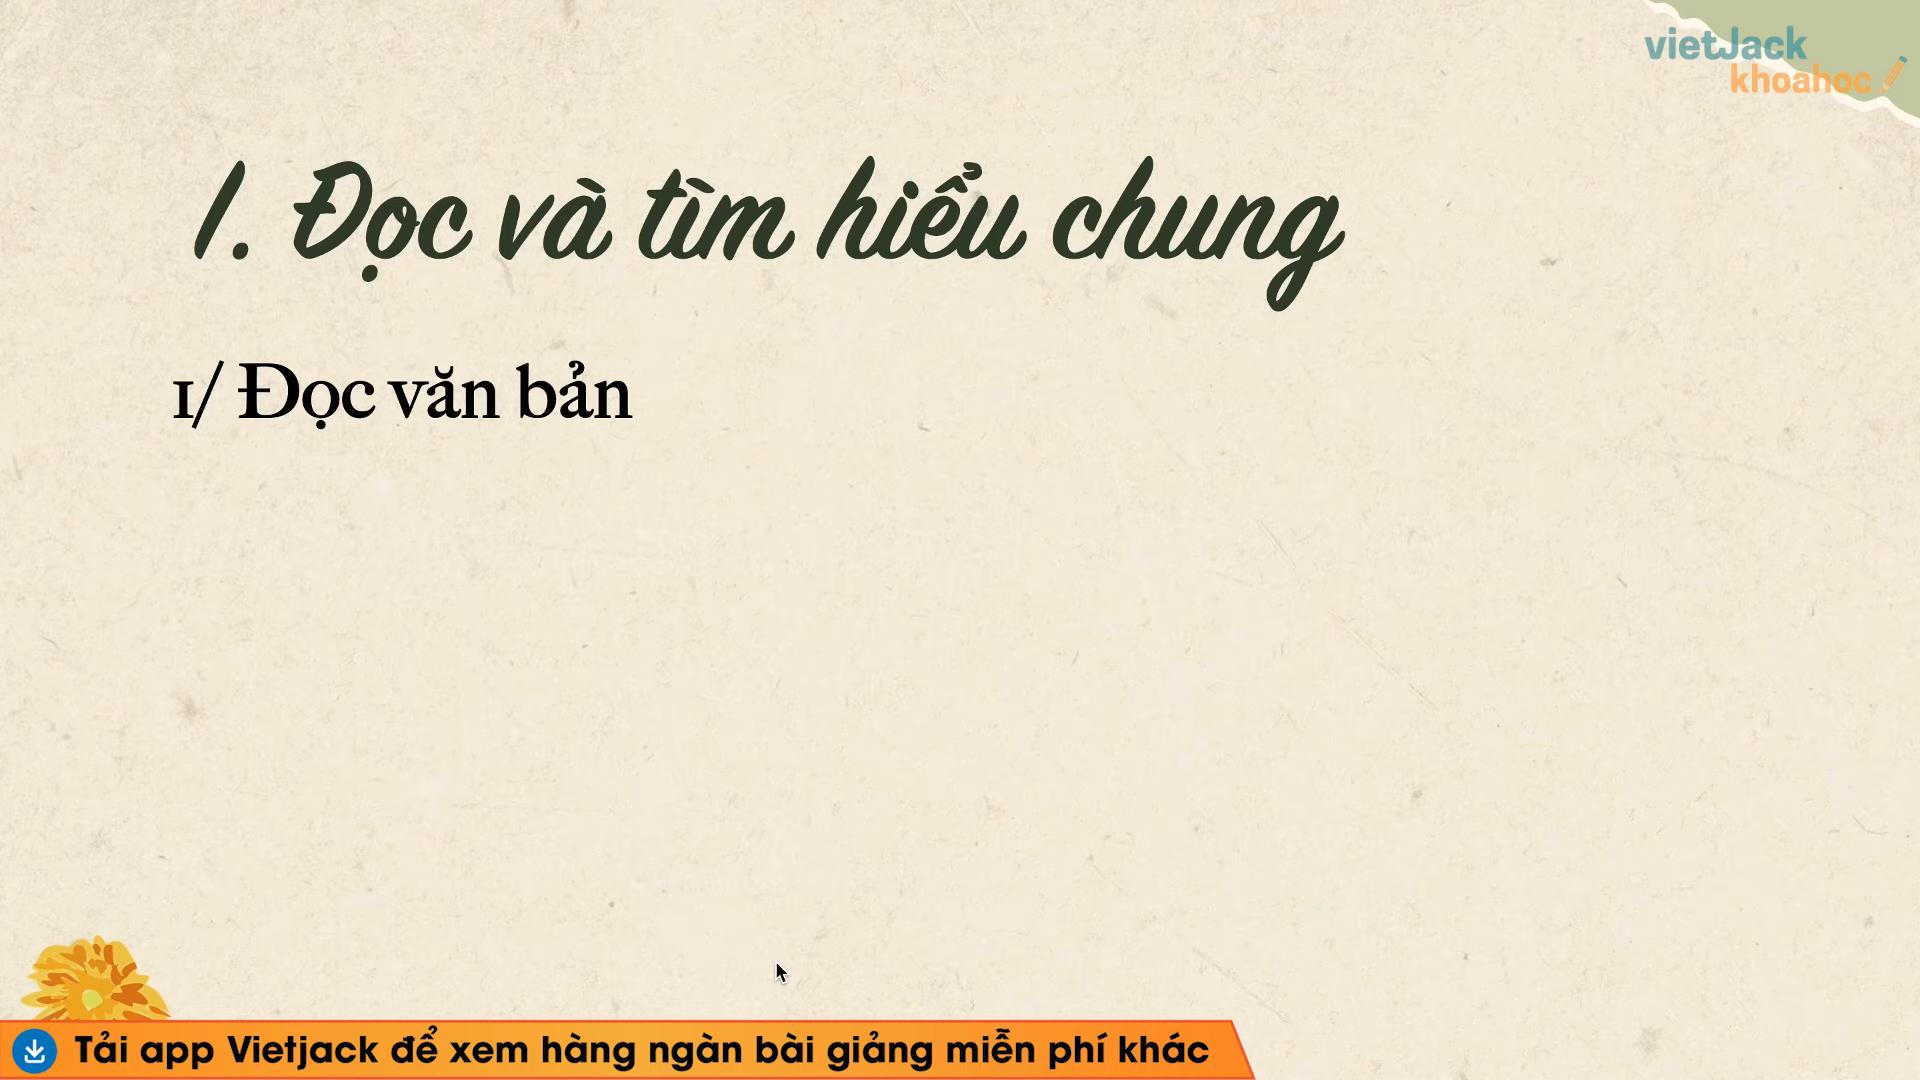 vietJack
khoahoc
I. Đọc và tìm hiểu chung
1/ Đọc văn bản
Tải app Vietjack để xem hàng ngàn bài giảng miễn phí khác